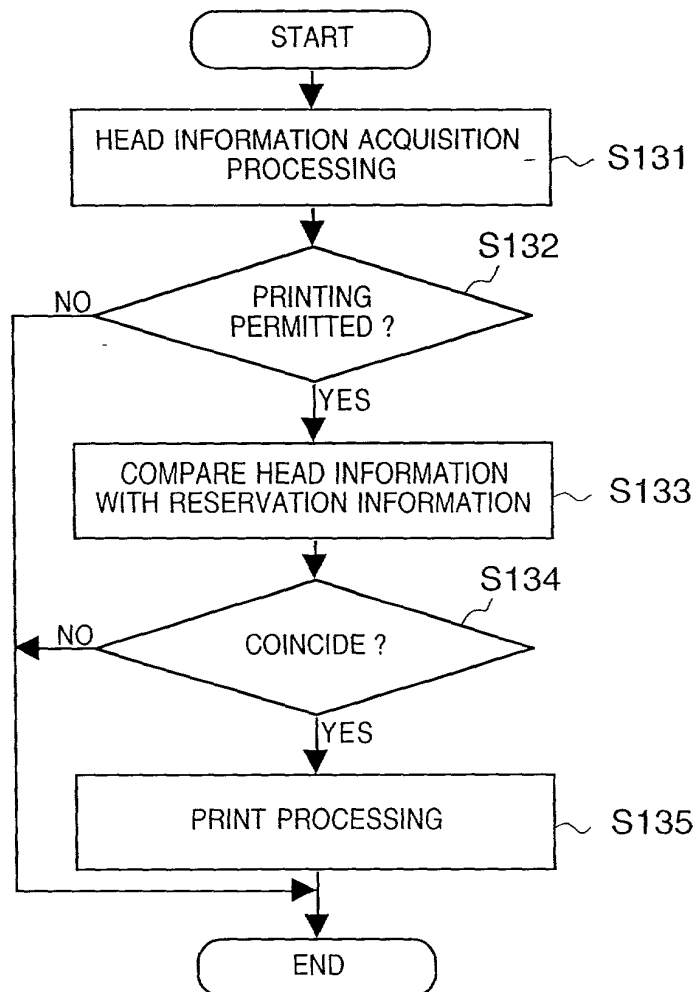 START
HEAD INFORMATION ACQUISITION
PROCESSING
S131
S132
PRINTING
PERMITTED ?
NO
YES
COMPARE HEAD INFORMATION
WITH RESERVATION INFORMATION
S133
S134
COINCIDE ?
NO
YES
PRINT PROCESSING
S135
END